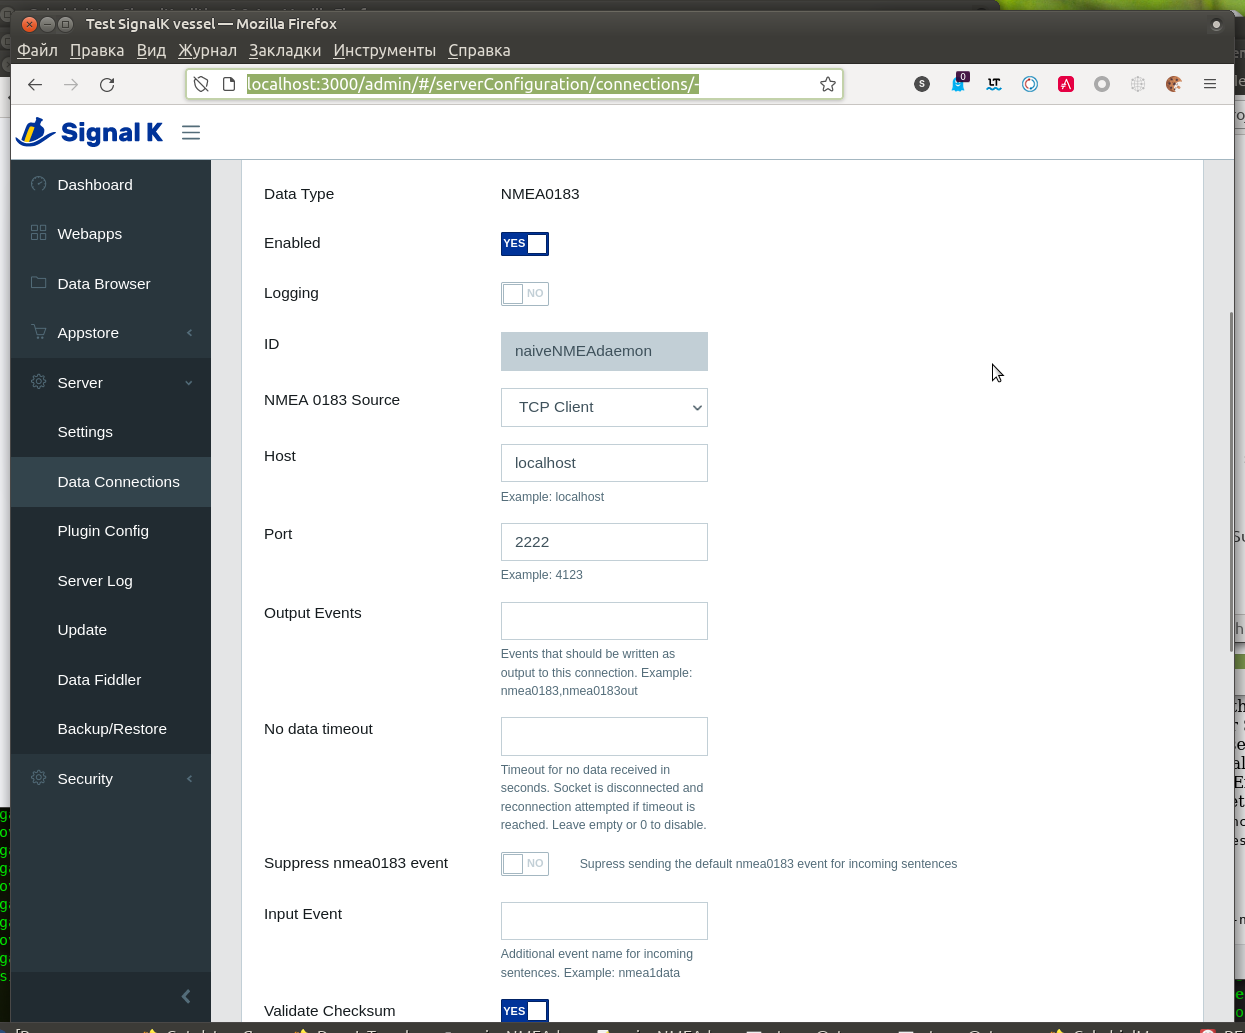 Test SignalK vessel — Mozilla Firefox
Файл Правка Вид Журнал Закладки Инструменты Справка
localhost:3000/admin/#/serverConfiguration/connections/-
0
Signal K
Dashboard
Webapps
Data Browser
Appstore
Server
Settings
Data Connections
Plugin Config
Server Log
Update
Data Fiddler
Backup/Restore
Security
Data Type NMEA0183
Enabled YES
Logging NO
ID naiveNMEAdaemon
NMEA 0183 Source TCP Client
Host localhost
Example: localhost
Port 2222
Example: 4123
Output Events
Events that should be written as
output to this connection. Example:
nmea0183,nmea0183out
No data timeout
Timeout for no data received in
seconds. Socket is disconnected and
reconnection attempted if timeout is
reached. Leave empty or 0 to disable.
Suppress nmea0183 event NO Supress sending the default nmea0183 event for incoming sentences
Input Event
Additional event name for incoming
sentences. Example: nmea1data
Validate Checksum YES